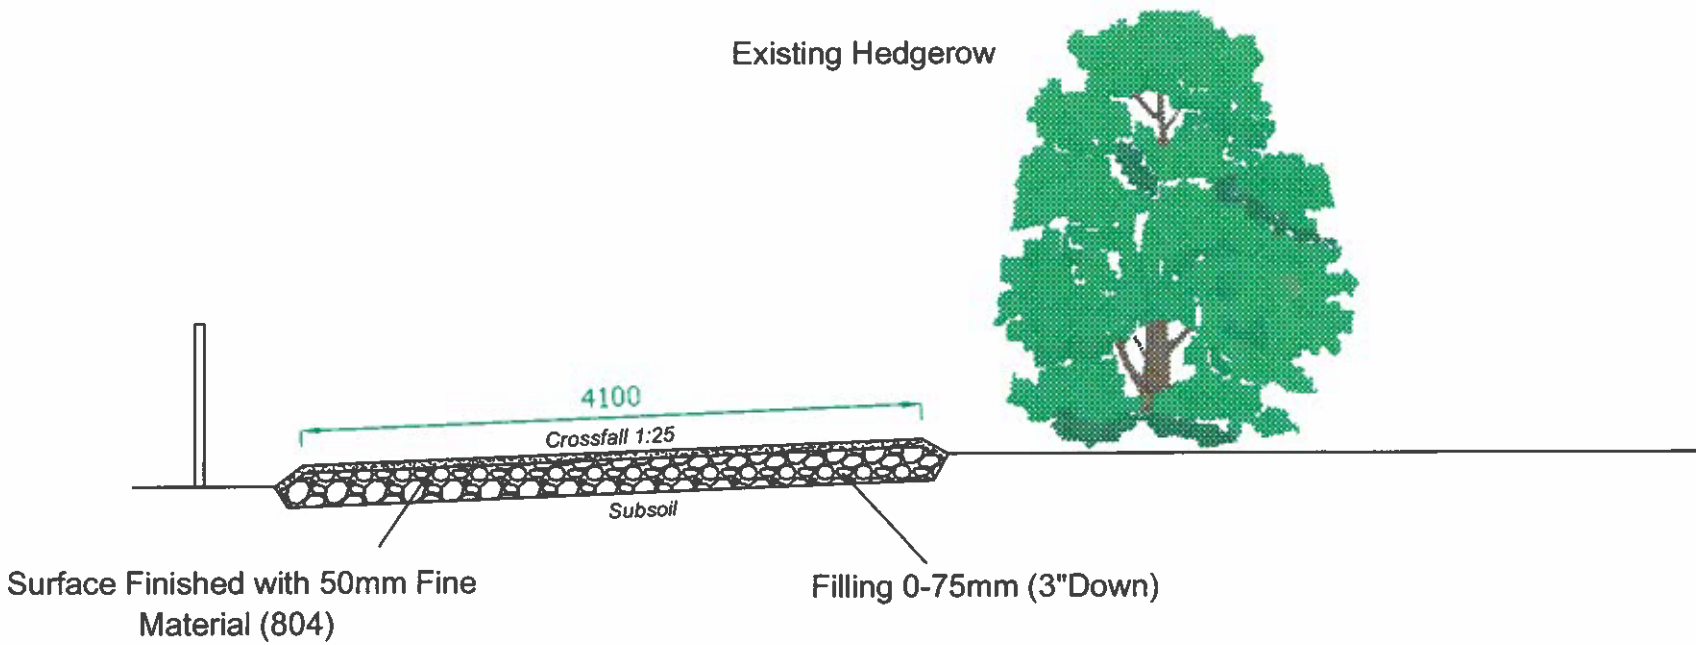 Existing Hedgerow
4100
Crossfall 1:25
Subsoil
Surface Finished with 50mm Fine
Material (804)
Filling 0-75mm (3"Down)